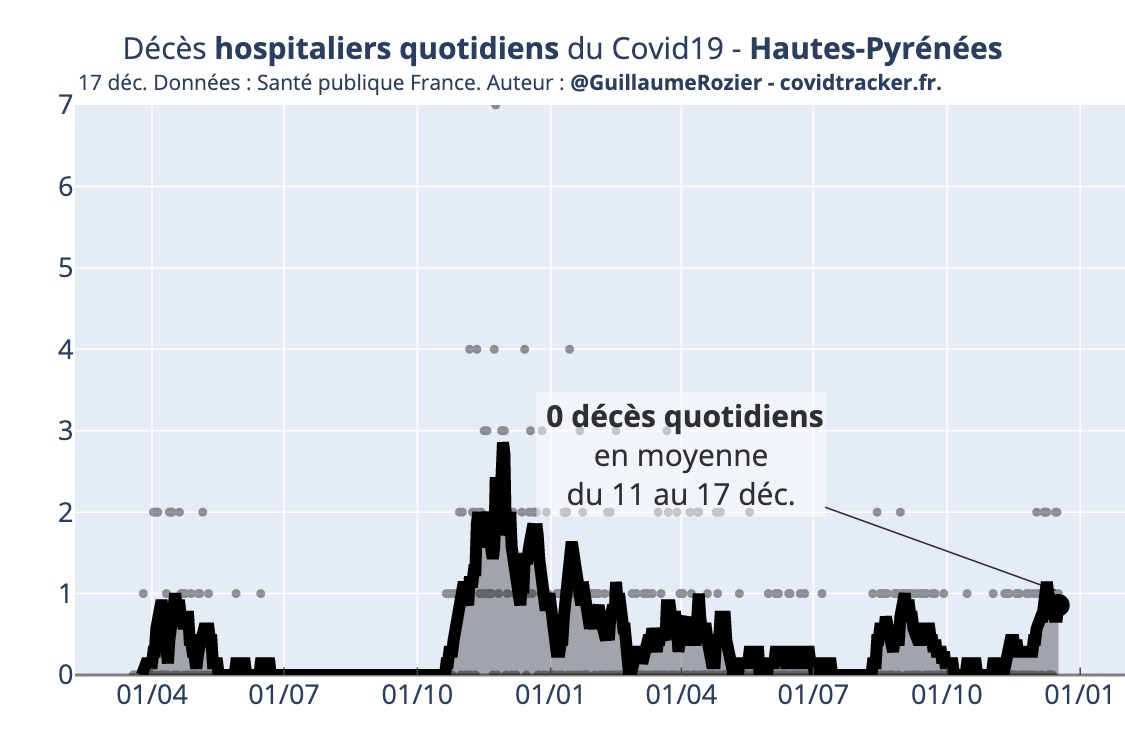 Décès hospitaliers quotidiens du Covid19 - Hautes-Pyrénées
17 déc. Données : Santé publique France. Auteur : @GuillaumeRozier - covidtracker.fr.
7
6
5
4
3
2
1
0
0 décès quotidiens
en moyenne
du 11 au 17 déc.
01/04 01/07 01/10 01/01 01/04 01/07 01/10 01/01